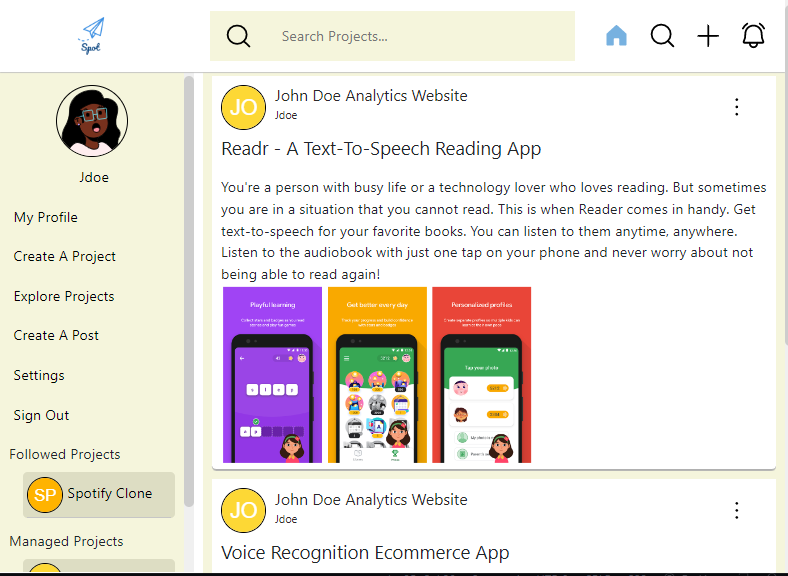 Spot
Search Projects...
Jdoe
My Profile
Create A Project
Explore Projects
Create A Post
Settings
Sign Out
Followed Projects
SP Spotify Clone
Managed Projects
JO John Doe Analytics Website
Jdoe
Readr - A Text-To-Speech Reading App
You're a person with busy life or a technology lover who loves reading. But sometimes
you are in a situation that you cannot read. This is when Reader comes in handy. Get
text-to-speech for your favorite books. You can listen to them anytime, anywhere.
Listen to the audiobook with just one tap on your phone and never worry about not
being able to read again!
Playful learning
Get better every day
Personalized profiles
Tap your photo
JO John Doe Analytics Website
Jdoe
Voice Recognition Ecommerce App